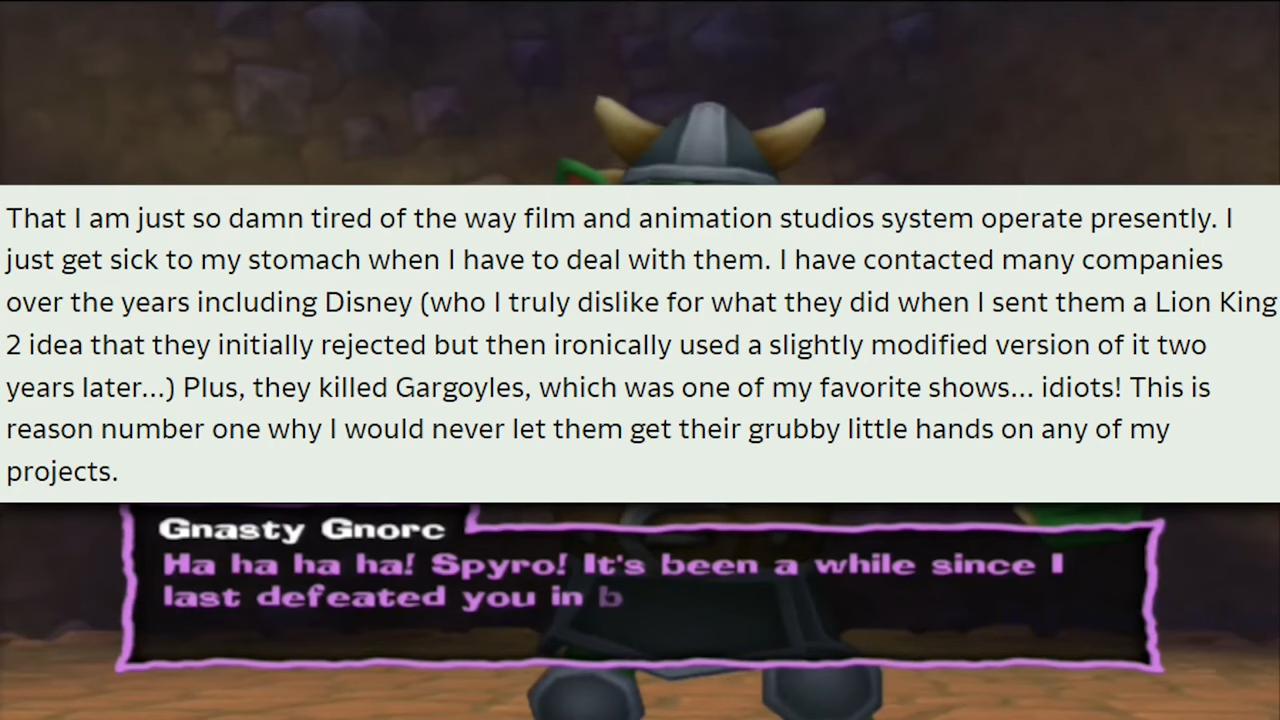 That I am just so damn tired of the way film and animation studios system operate presently. I
just get sick to my stomach when I have to deal with them. I have contacted many companies
over the years including Disney (who I truly dislike for what they did when I sent them a Lion King
2 idea that they initially rejected but then ironically used a slightly modified version of it two
years later...) Plus, they killed Gargoyles, which was one of my favorite shows... idiots! This is
reason number one why I would never let them get their grubby little hands on any of my
projects.
Gnasty Gnorc
Ha ha ha ha! Spyro! It's been a while since I
last defeated you in b